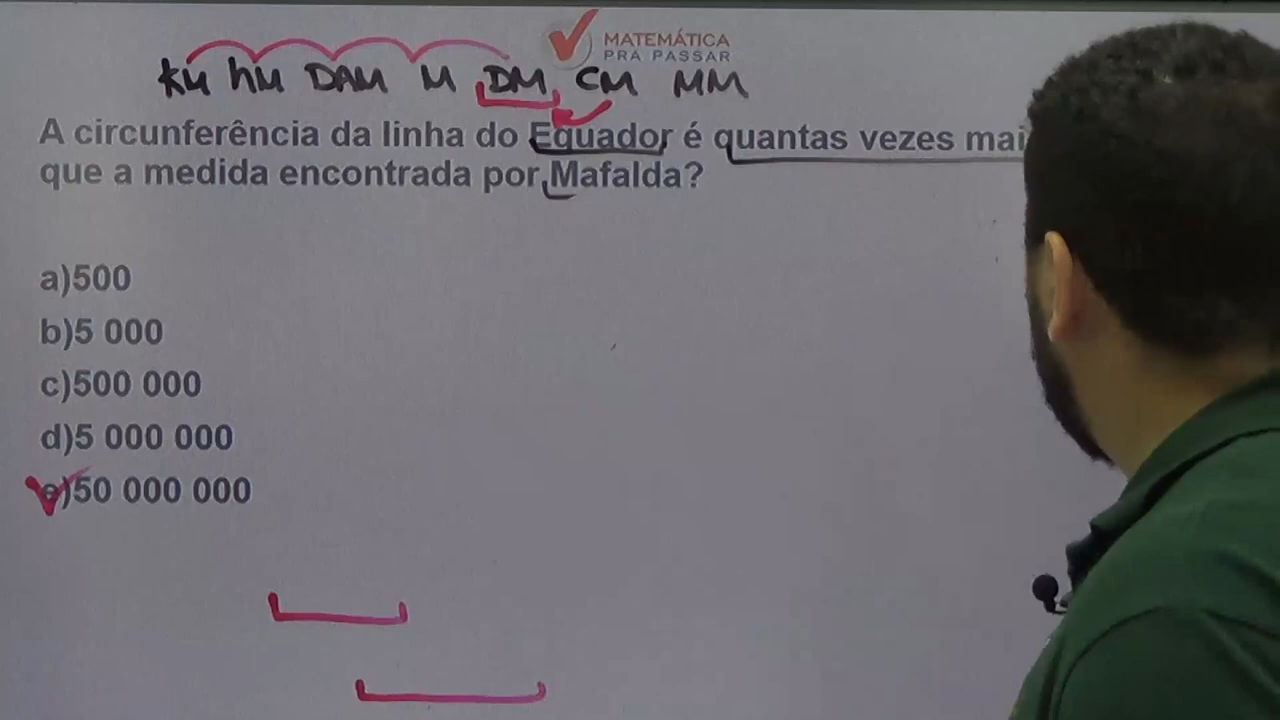 MATEMÁTICA
PRA PASSAR
KM HM DAM M DM CM MM
A circunferência da linha do Equador é quantas vezes mai
que a medida encontrada por Mafalda?
a)500
b)5 000
c)500 000
d)5 000 000
e)50 000 000